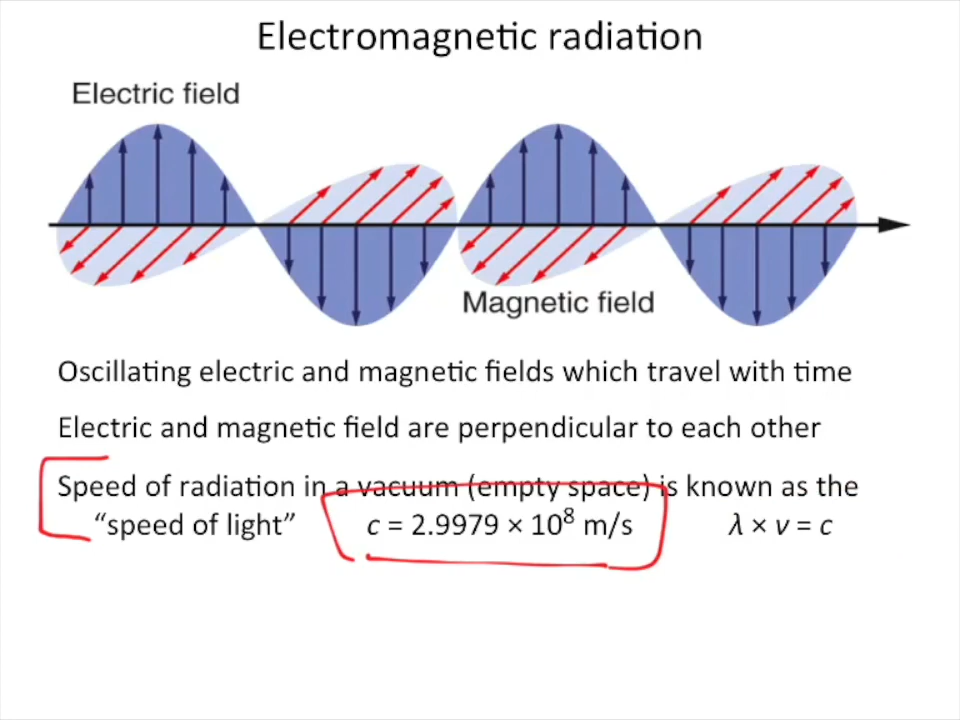 Electromagnetic radiation
Electric field
Magnetic field
Oscillating electric and magnetic fields which travel with time
Electric and magnetic field are perpendicular to each other
Speed of radiation in a vacuum (empty space) is known as the
“speed of light” c = 2.9979 × 10⁸ m/s λ × ν = c